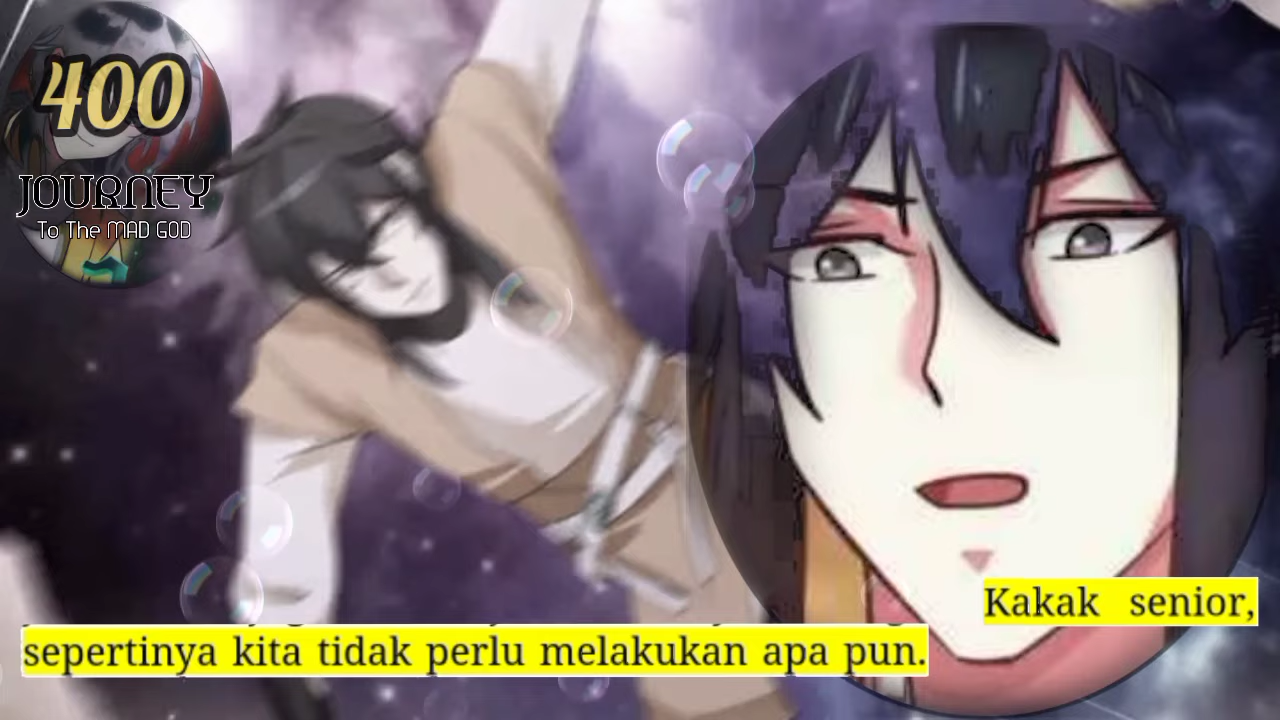 400
JOURNEY
To The MAD GOD
Kakak senior,
sepertinya kita tidak perlu melakukan apa pun.